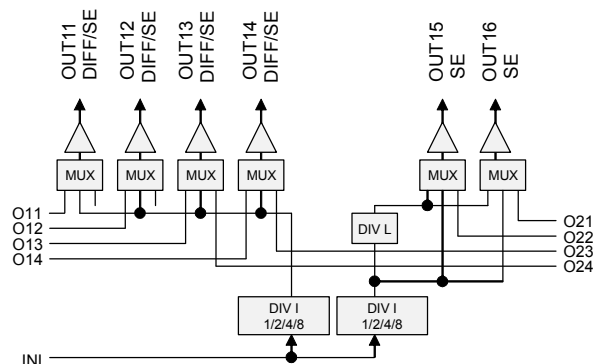 OUT11
DIFF/SE
OUT12
DIFF/SE
OUT13
DIFF/SE
OUT14
DIFF/SE
OUT15
SE
OUT16
SE
MUX
MUX
MUX
MUX
MUX
MUX
O11
O12
O13
O14
O21
O22
O23
O24
DIV L
DIV I
1/2/4/8
DIV I
1/2/4/8